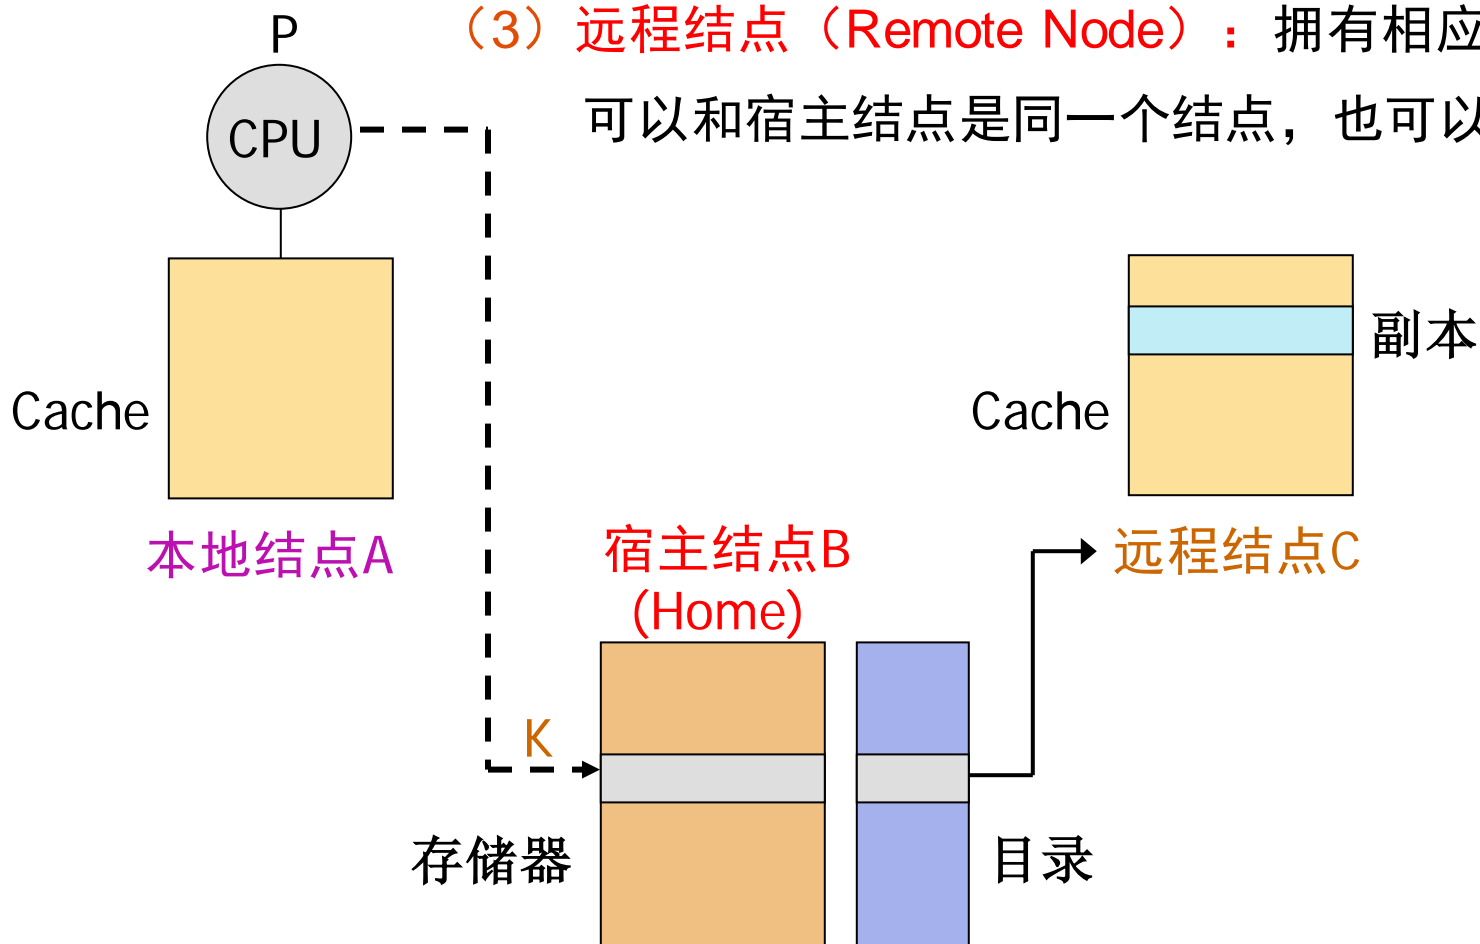 P
（3）远程结点（Remote Node）：拥有相应
可以和宿主结点是同一个结点，也可以
CPU
副本
Cache
Cache
本地结点A
宿主结点B
(Home)
远程结点C
K
存储器
目录